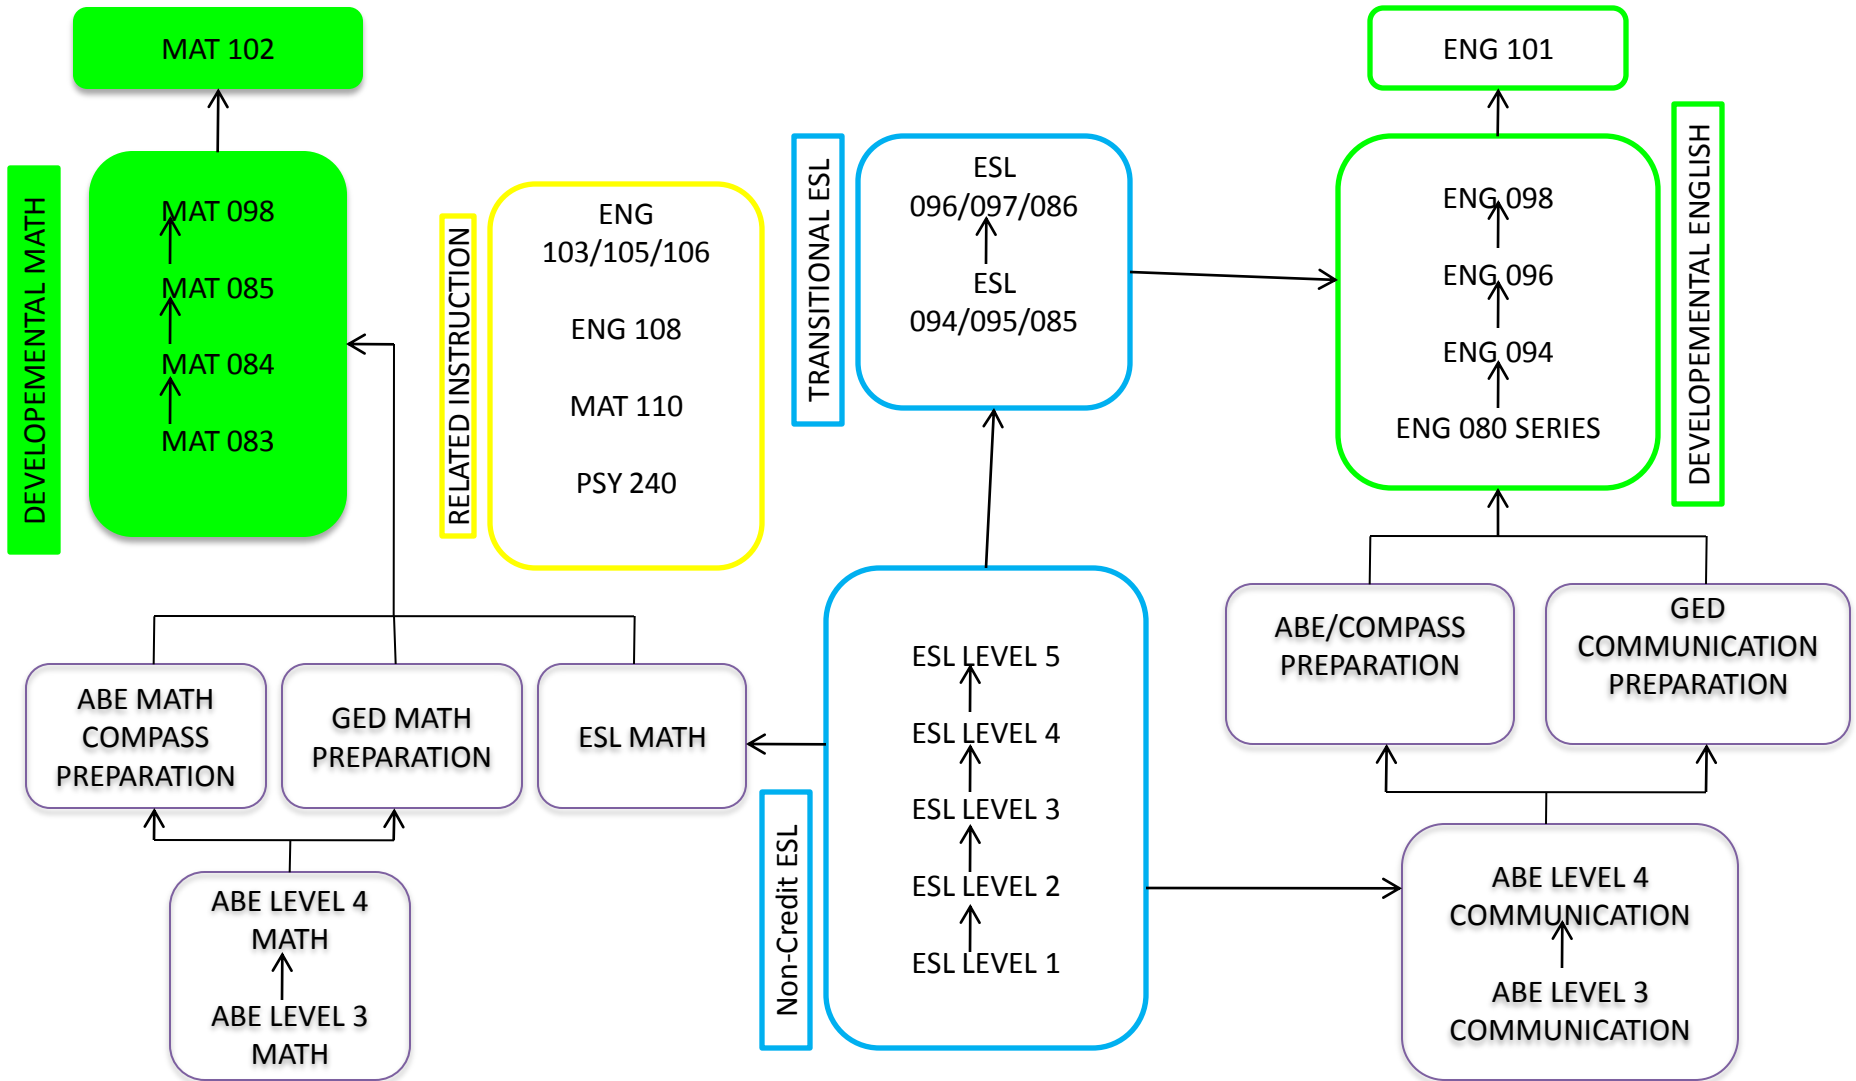 MAT 102
DEVELOPEMENTAL MATH
MAT 098
MAT 085
MAT 084
MAT 083
RELATED INSTRUCTION
ENG
103/105/106
ENG 108
MAT 110
PSY 240
TRANSITIONAL ESL
ESL
096/097/086
ESL
094/095/085
ENG 101
ENG 098
ENG 096
ENG 094
ENG 080 SERIES
DEVELOPEMENTAL ENGLISH
ABE MATH
COMPASS
PREPARATION
GED MATH
PREPARATION
ESL MATH
ABE LEVEL 4
MATH
ABE LEVEL 3
MATH
Non-Credit ESL
ESL LEVEL 5
ESL LEVEL 4
ESL LEVEL 3
ESL LEVEL 2
ESL LEVEL 1
ABE/COMPASS
PREPARATION
GED
COMMUNICATION
PREPARATION
ABE LEVEL 4
COMMUNICATION
ABE LEVEL 3
COMMUNICATION